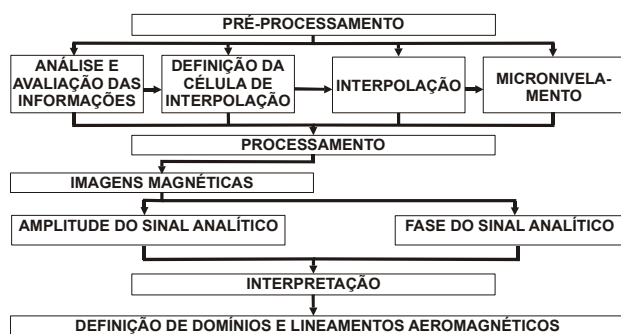 PRÉ-PROCESSAMENTO
ANÁLISE E
AVALIAÇÃO DAS
INFORMAÇÕES
DEFINIÇÃO DA
CÉLULA DE
INTERPOLAÇÃO
INTERPOLAÇÃO
MICRONIVELA-
MENTO
PROCESSAMENTO
IMAGENS MAGNÉTICAS
AMPLITUDE DO SINAL ANALÍTICO
FASE DO SINAL ANALÍTICO
INTERPRETAÇÃO
DEFINIÇÃO DE DOMÍNIOS E LINEAMENTOS AEROMAGNÉTICOS